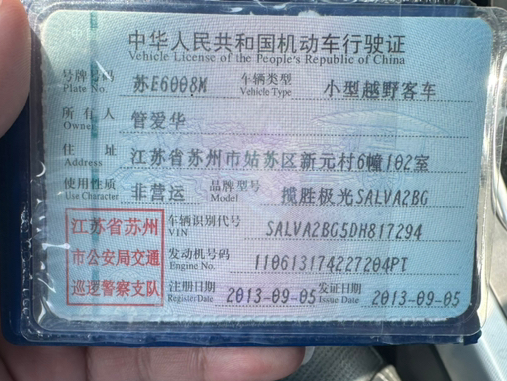 中华人民共和国机动车行驶证
Vehicle License of the People's Republic of China
号牌号码 苏E6008M 车辆类型 小型越野客车
Plate No. Vehicle Type
所有人 管爱华
Owner
住址 江苏省苏州市姑苏区新元村6幢102室
Address
使用性质 非营运 品牌型号 揽胜极光SALVA2BG
Use Character Model
江苏省苏州
市公安局交通
巡逻警察支队
车辆识别代号 SALVA2BG5DH817294
VIN
发动机号码 110613174227204PT
Engine No.
注册日期 2013-09-05 发证日期 2013-09-05
Register Date Issue Date